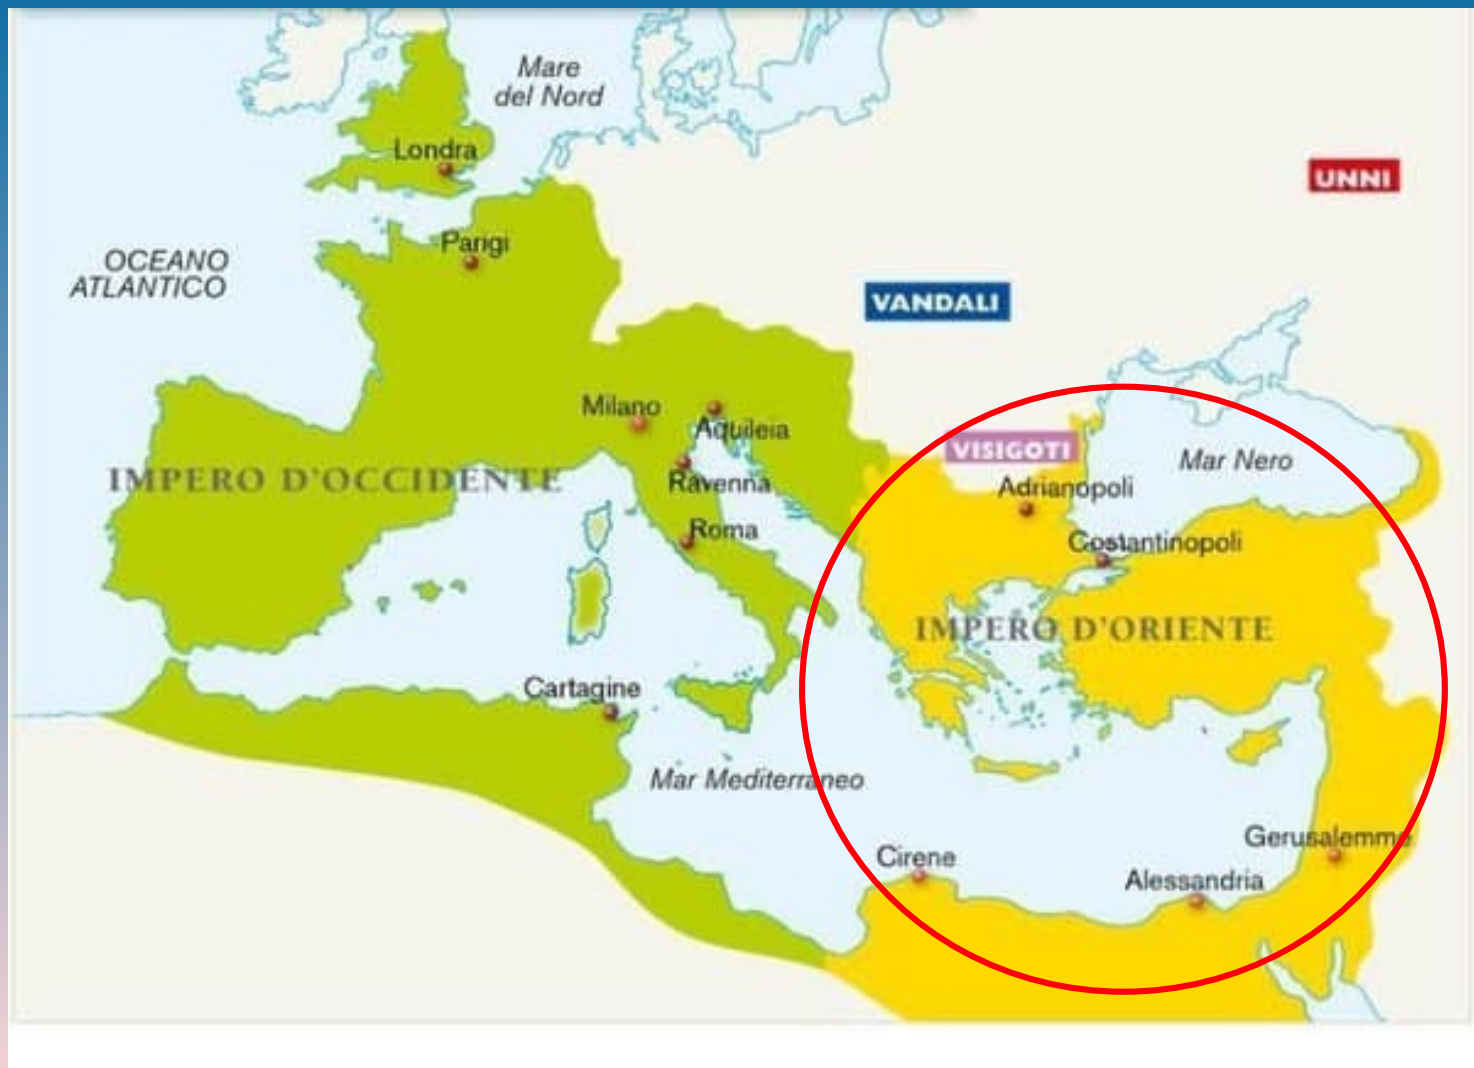 Mare
del Nord
Londra
UNNI
Parigi
OCEANO
ATLANTICO
VANDALI
Milano
Aquileia
VISIGOTI
Mar Nero
IMPERO D'OCCIDENTE
Ravenna
Adrianopoli
Roma
Costantinopoli
IMPERO D'ORIENTE
Cartagine
Mar Mediterraneo
Gerusalemme
Cirene
Alessandria